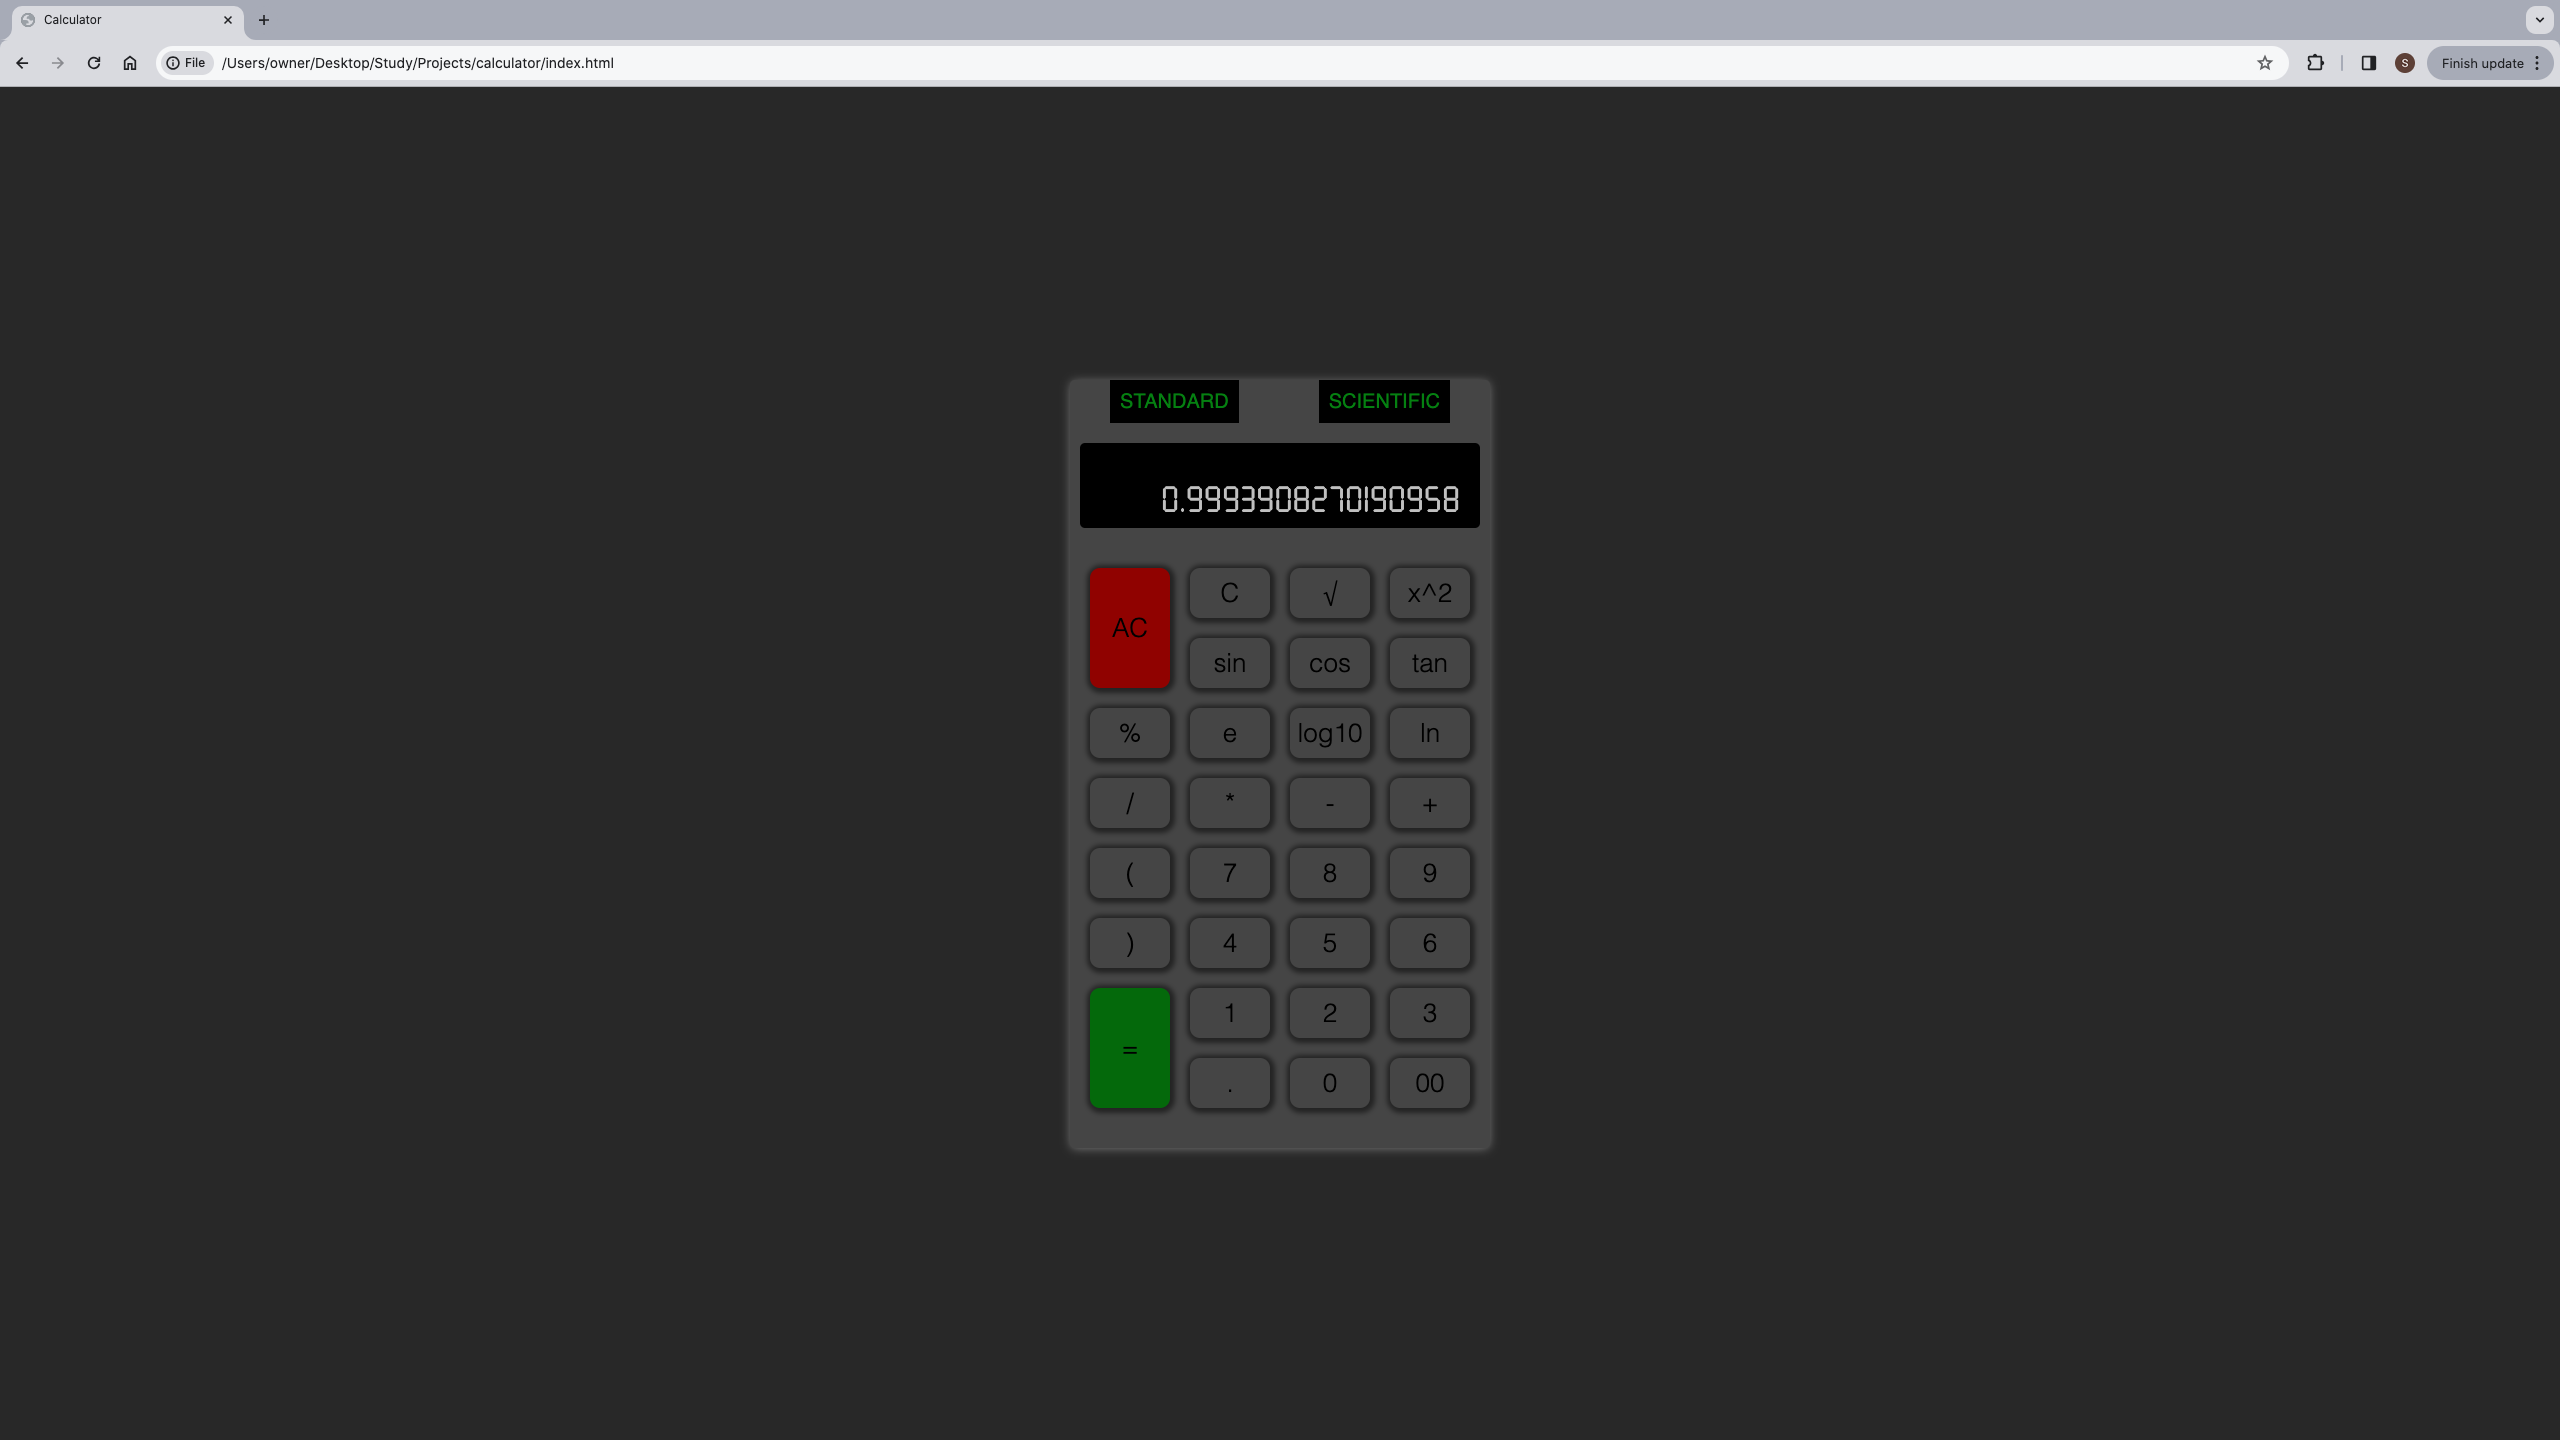 Calculator
File /Users/owner/Desktop/Study/Projects/calculator/index.html S Finish update
STANDARD SCIENTIFIC
0.9993908270190958
AC C √ x^2
sin cos tan
% e log10 ln
/ * - +
( 7 8 9
) 4 5 6
= 1 2 3
. 0 00